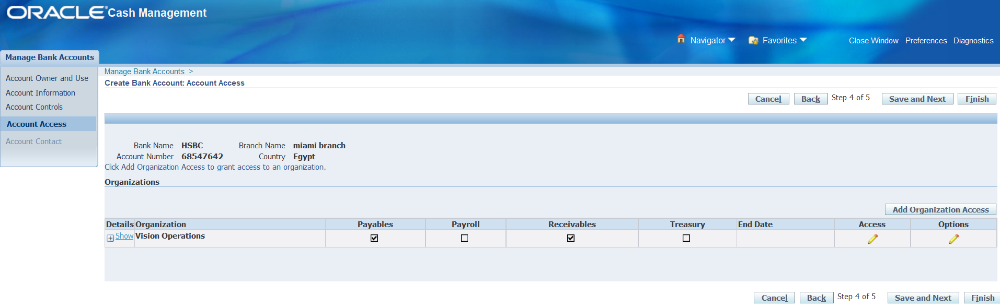 ORACLE Cash Management
Navigator Favorites Close Window Preferences Diagnostics
Manage Bank Accounts
Account Owner and Use
Account Information
Account Controls
Account Access
Account Contact
Manage Bank Accounts >
Create Bank Account: Account Access
Cancel Back Step 4 of 5 Save and Next Finish
Bank Name HSBC Branch Name miami branch
Account Number 68547642 Country Egypt
Click Add Organization Access to grant access to an organization.
Organizations
Add Organization Access
Details Organization Payables Payroll Receivables Treasury End Date Access Options
Show Vision Operations
Cancel Back Step 4 of 5 Save and Next Finish